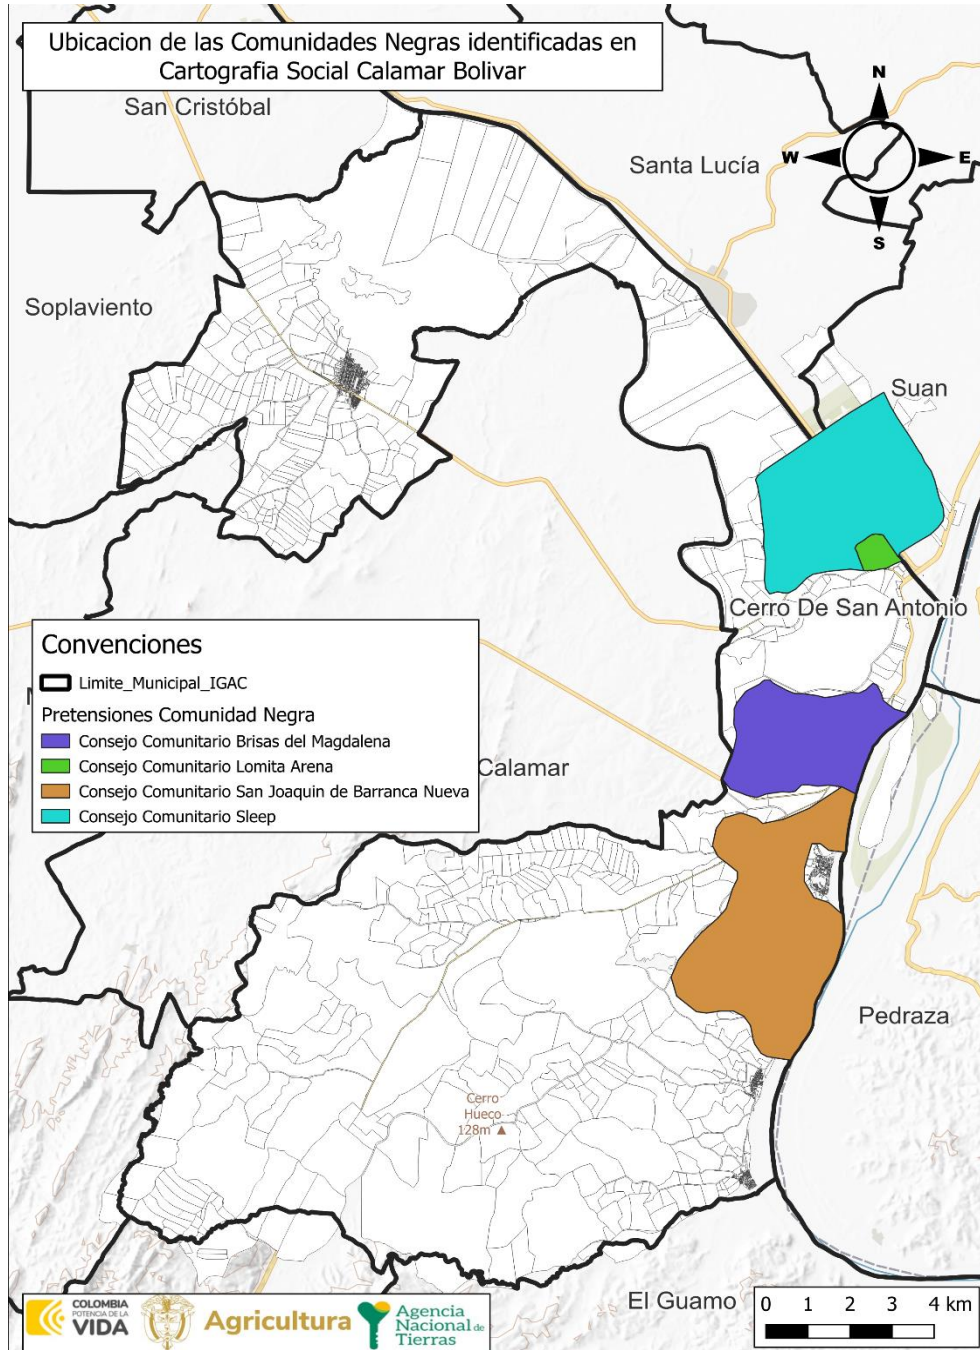 Ubicacion de las Comunidades Negras identificadas en
Cartografia Social Calamar Bolivar
San Cristóbal
Santa Lucía
N
W
E
S
Soplaviento
Suan
Cerro De San Antonio
Convenciones
Limite_Municipal_IGAC
Pretensiones Comunidad Negra
Consejo Comunitario Brisas del Magdalena
Consejo Comunitario Lomita Arena
Consejo Comunitario San Joaquin de Barranca Nueva
Consejo Comunitario Sleep
Calamar
Pedraza
Cerro
Hueco
128m
El Guamo
0 1 2 3 4 km
COLOMBIA
POTENCIA DE LA
VIDA
Agricultura
Agencia
Nacional de
Tierras